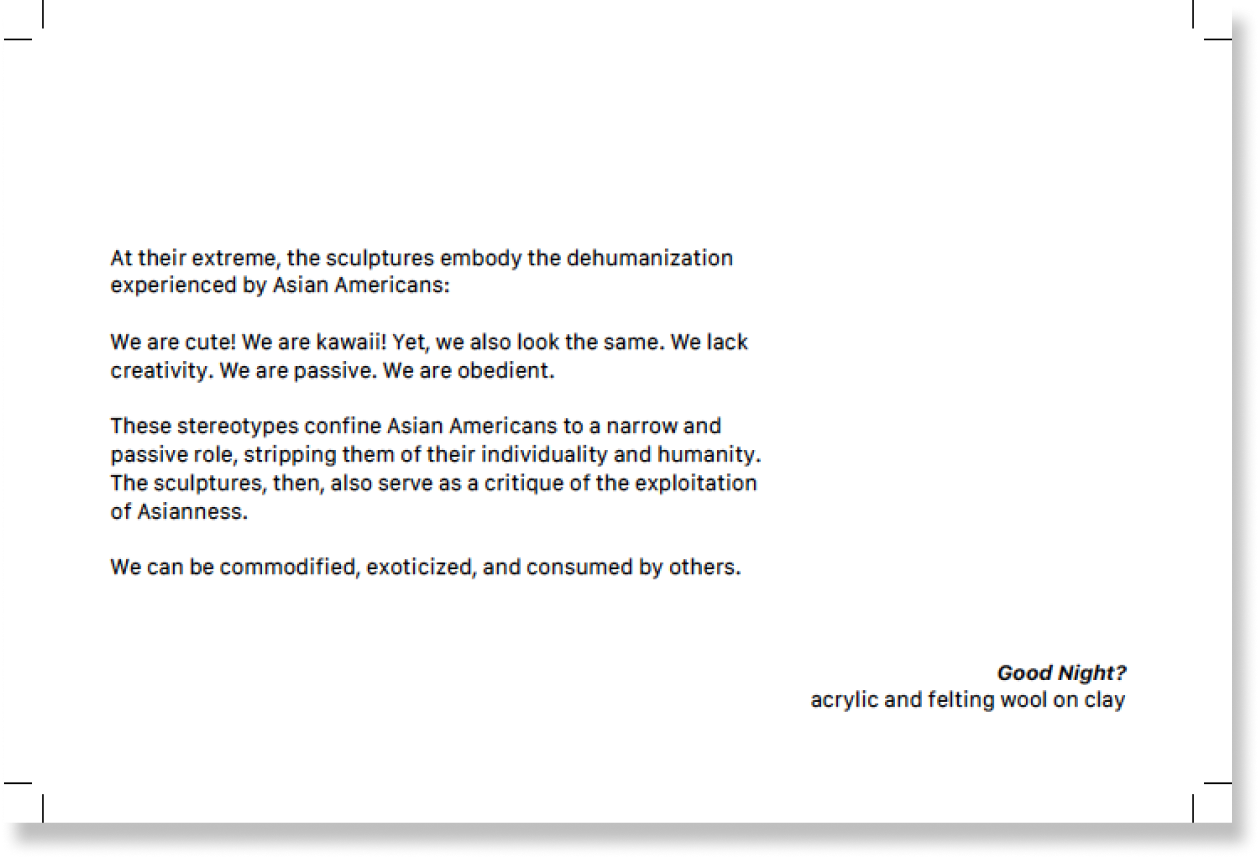 At their extreme, the sculptures embody the dehumanization
experienced by Asian Americans:
We are cute! We are kawaii! Yet, we also look the same. We lack
creativity. We are passive. We are obedient.
These stereotypes confine Asian Americans to a narrow and
passive role, stripping them of their individuality and humanity.
The sculptures, then, also serve as a critique of the exploitation
of Asianness.
We can be commodified, exoticized, and consumed by others.
Good Night?
acrylic and felting wool on clay